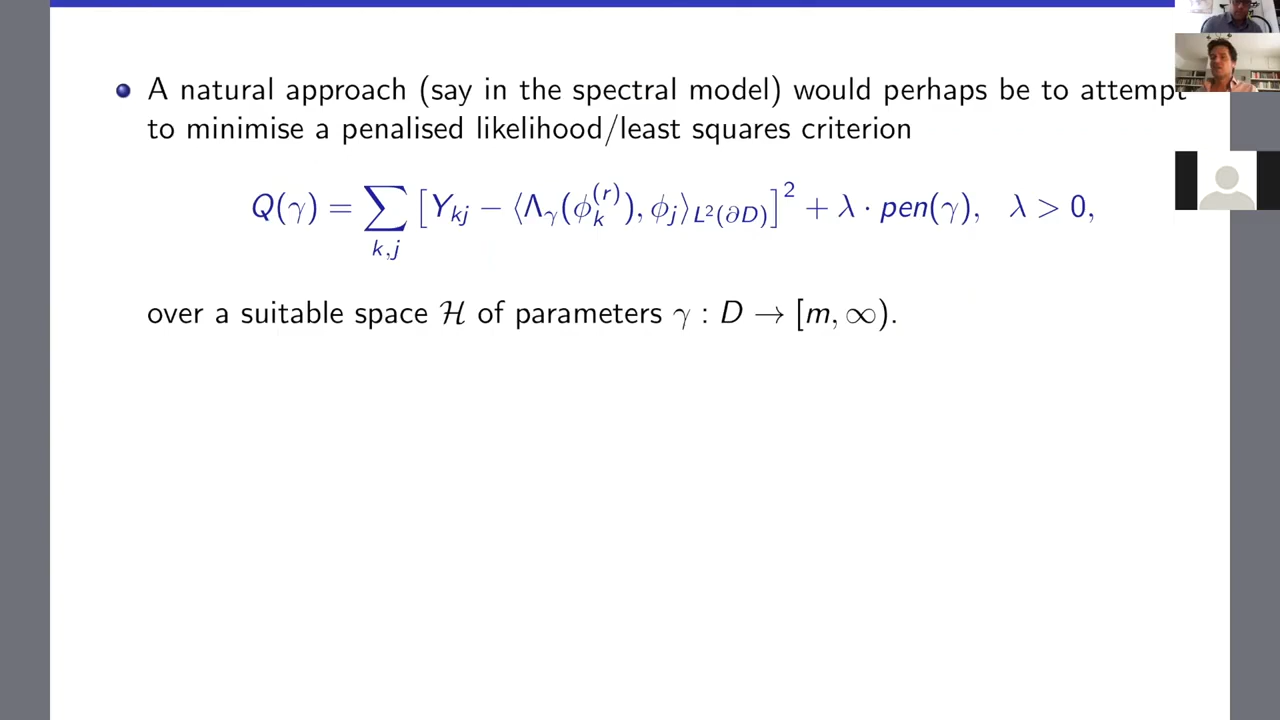 A natural approach (say in the spectral model) would perhaps be to attempt
to minimise a penalised likelihood/least squares criterion
Q(γ) = ∑_{k,j} [Y_{kj} − ⟨Λ_γ(φ_k^{(r)}), φ_j⟩_{L²(∂D)}]² + λ · pen(γ), λ > 0,
over a suitable space ℋ of parameters γ : D → [m, ∞).